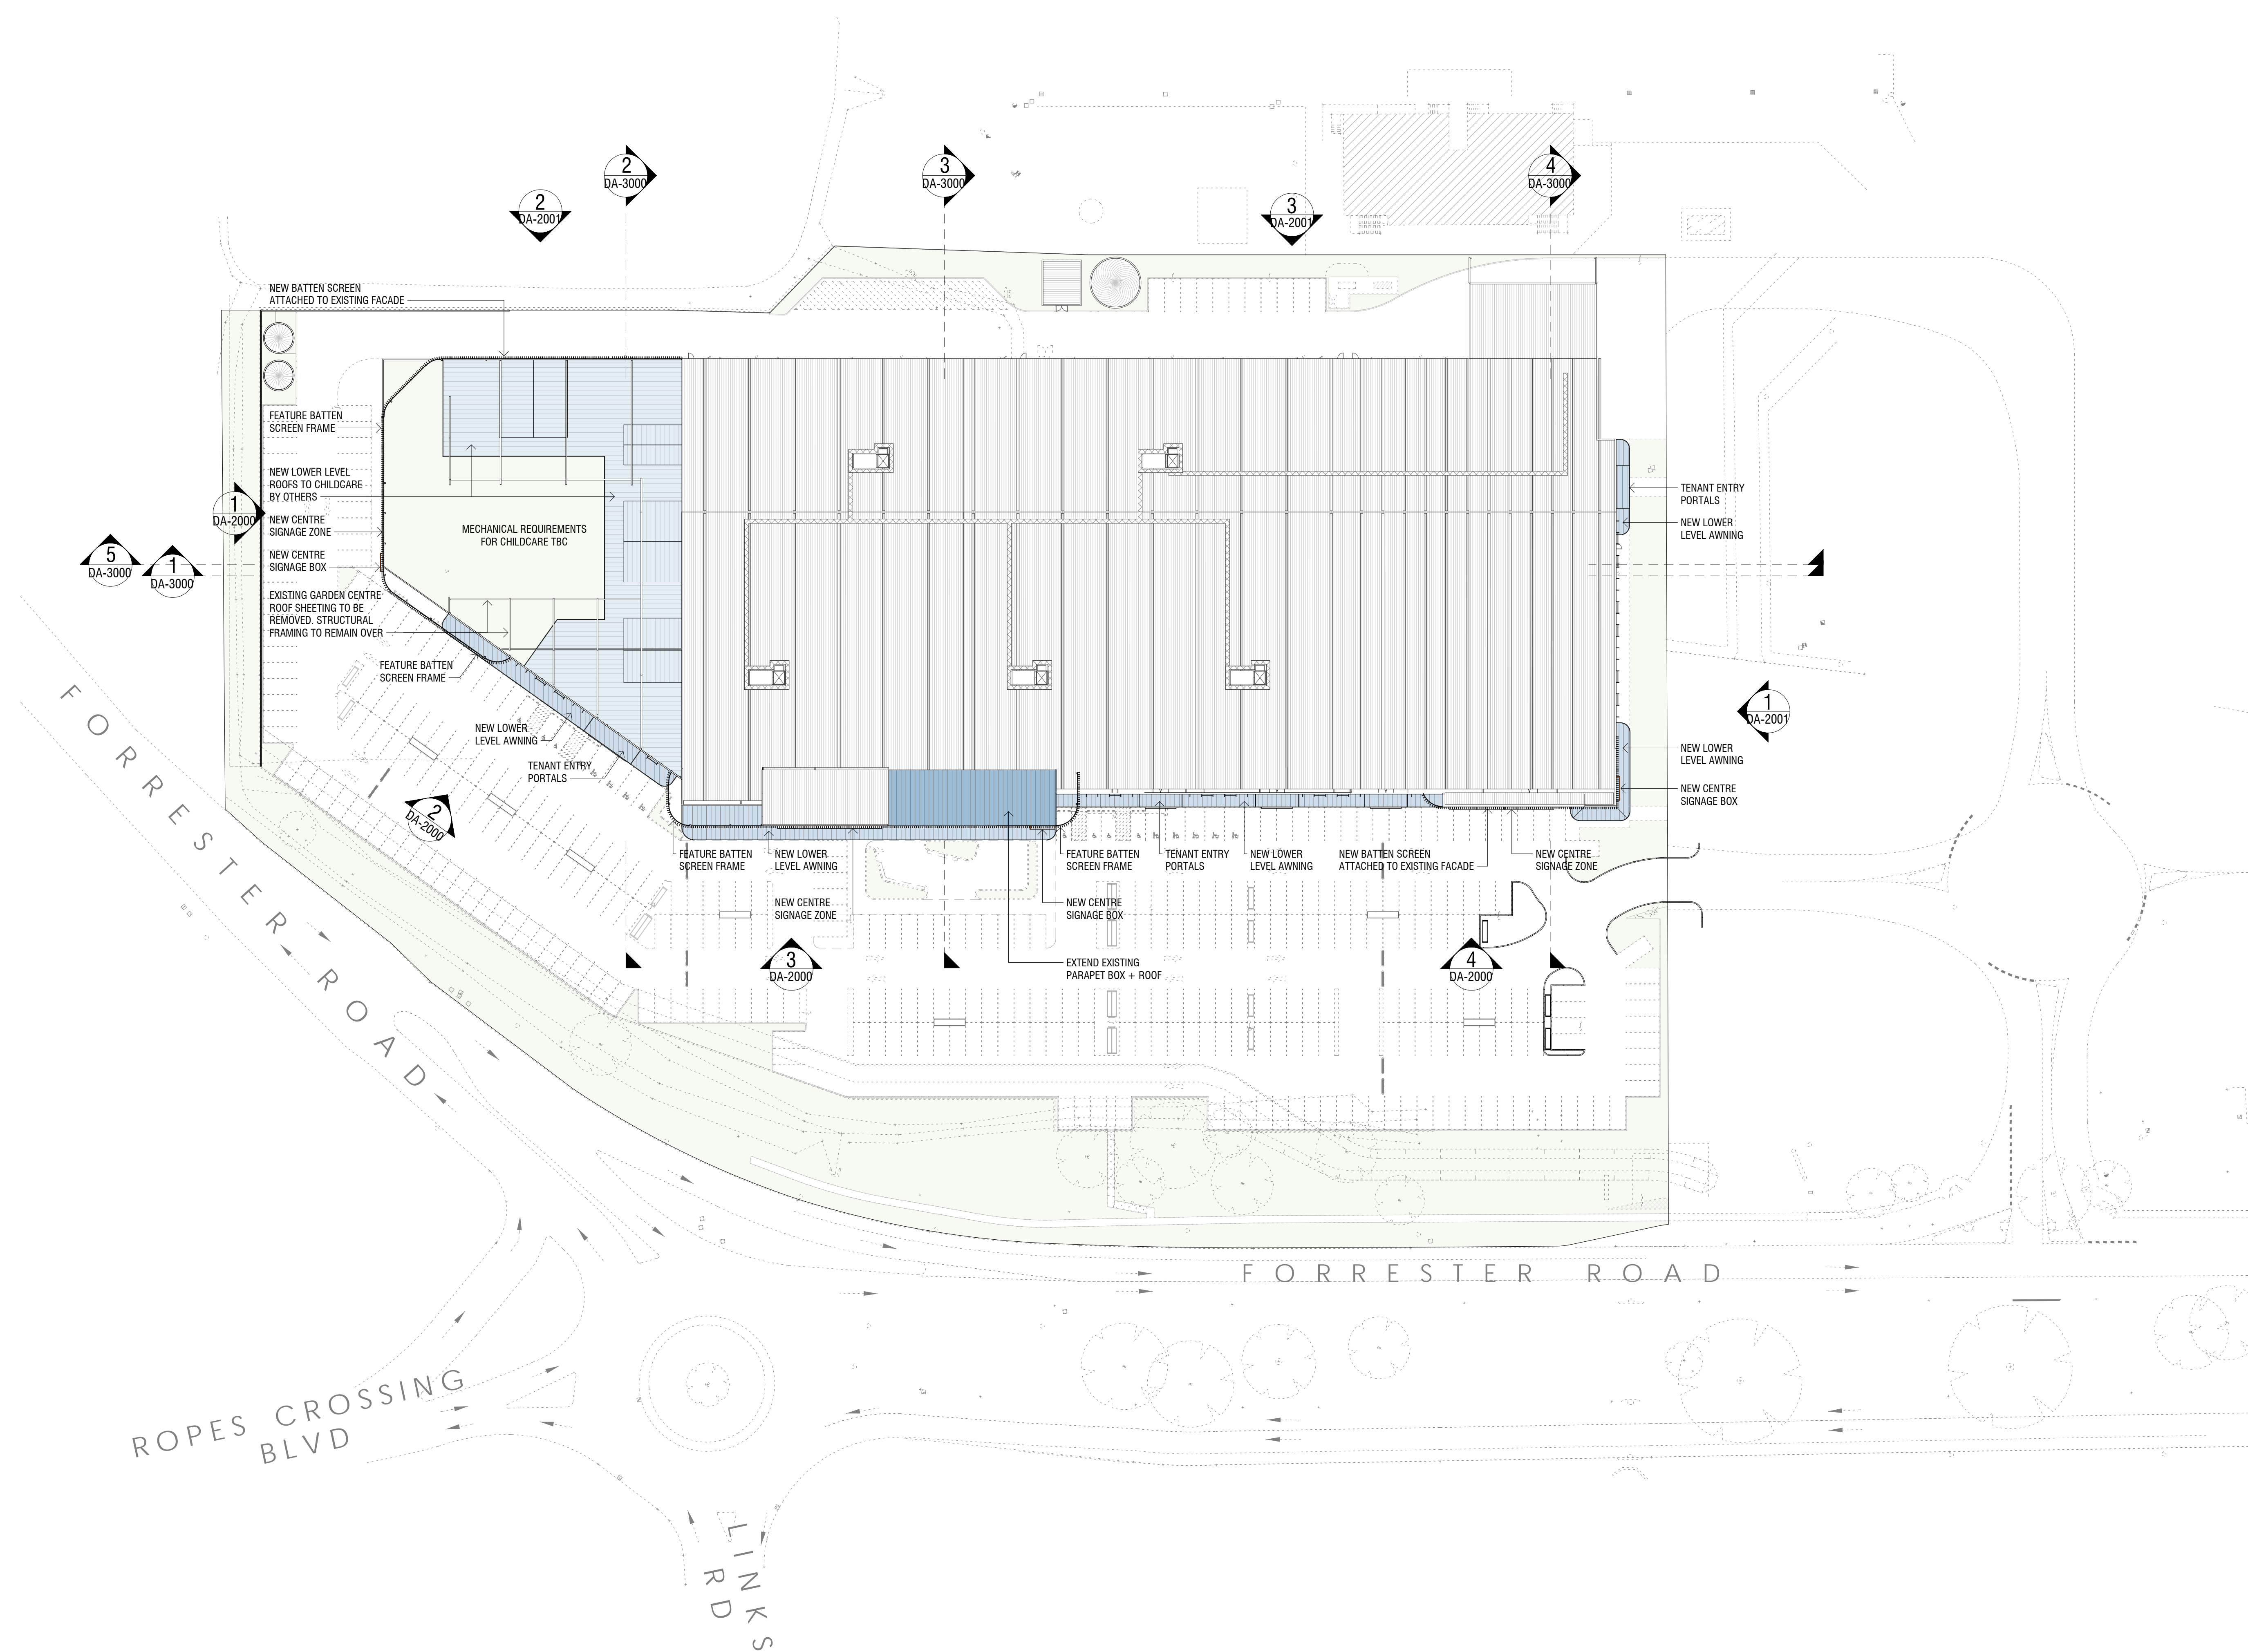 2
DA-3000
3
DA-3000
4
DA-3000
2
DA-2001
3
DA-2001
NEW BATTEN SCREEN
ATTACHED TO EXISTING FACADE
FEATURE BATTEN
SCREEN FRAME
NEW LOWER LEVEL
ROOFS TO CHILDCARE
BY OTHERS
1
DA-2000
NEW CENTRE
SIGNAGE ZONE
MECHANICAL REQUIREMENTS
FOR CHILDCARE TBC
TENANT ENTRY
PORTALS
NEW LOWER
LEVEL AWNING
5
DA-3000
1
DA-3000
NEW CENTRE
SIGNAGE BOX
EXISTING GARDEN CENTRE
ROOF SHEETING TO BE
REMOVED. STRUCTURAL
FRAMING TO REMAIN OVER
FEATURE BATTEN
SCREEN FRAME
NEW LOWER
LEVEL AWNING
TENANT ENTRY
PORTALS
1
DA-2001
NEW LOWER
LEVEL AWNING
NEW CENTRE
SIGNAGE BOX
2
DA-2000
FEATURE BATTEN
SCREEN FRAME
NEW LOWER
LEVEL AWNING
FEATURE BATTEN
SCREEN FRAME
TENANT ENTRY
PORTALS
NEW LOWER
LEVEL AWNING
NEW BATTEN SCREEN
ATTACHED TO EXISTING FACADE
NEW CENTRE
SIGNAGE ZONE
NEW CENTRE
SIGNAGE ZONE
NEW CENTRE
SIGNAGE BOX
3
DA-2000
EXTEND EXISTING
PARAPET BOX + ROOF
4
DA-2000
FORRESTER ROAD
FORRESTER ROAD
ROPES CROSSING
BLVD
LINKS
RD